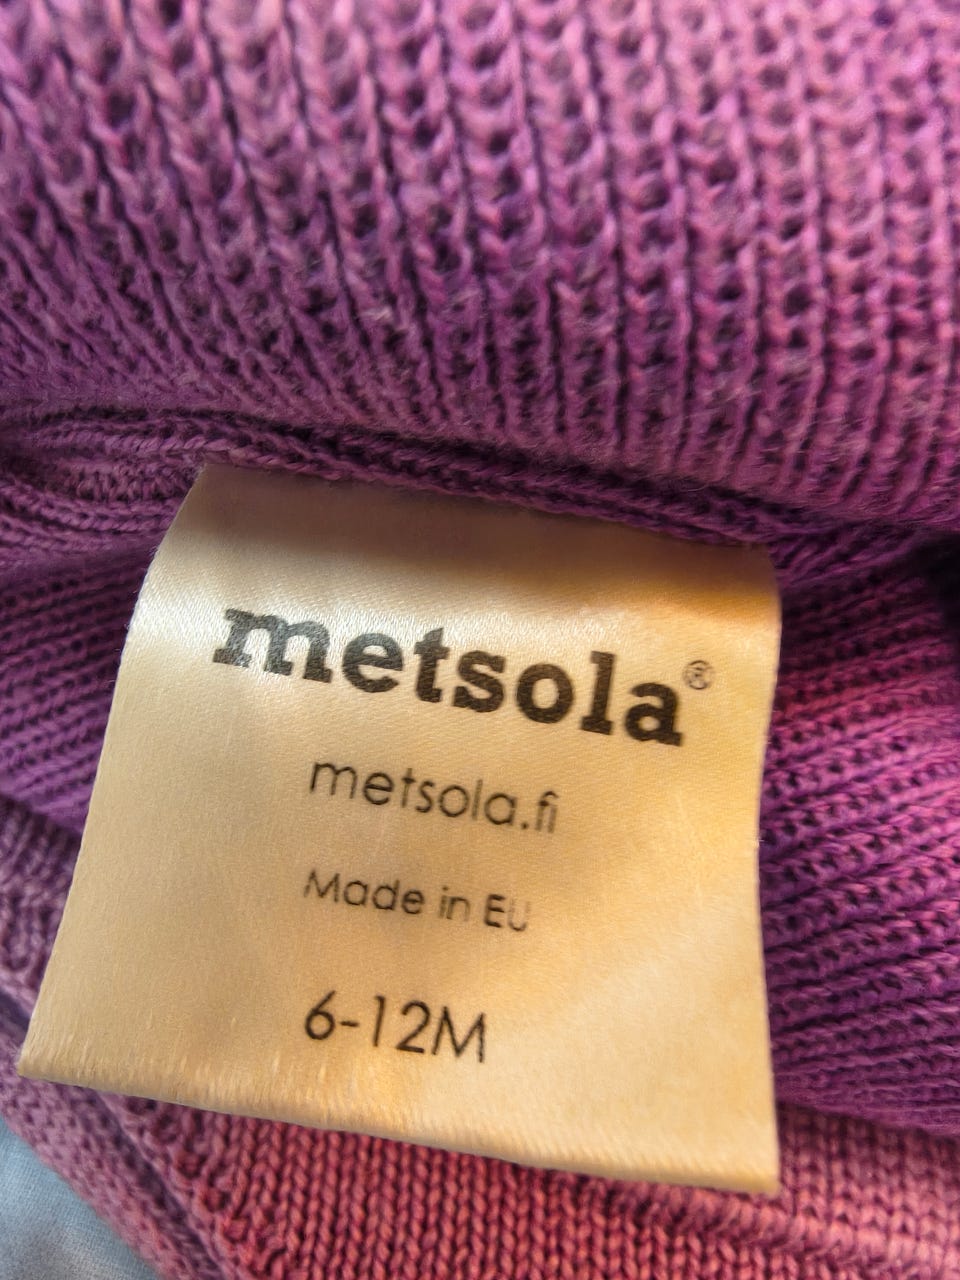 metsola®
metsola.fi
Made in EU
6-12M